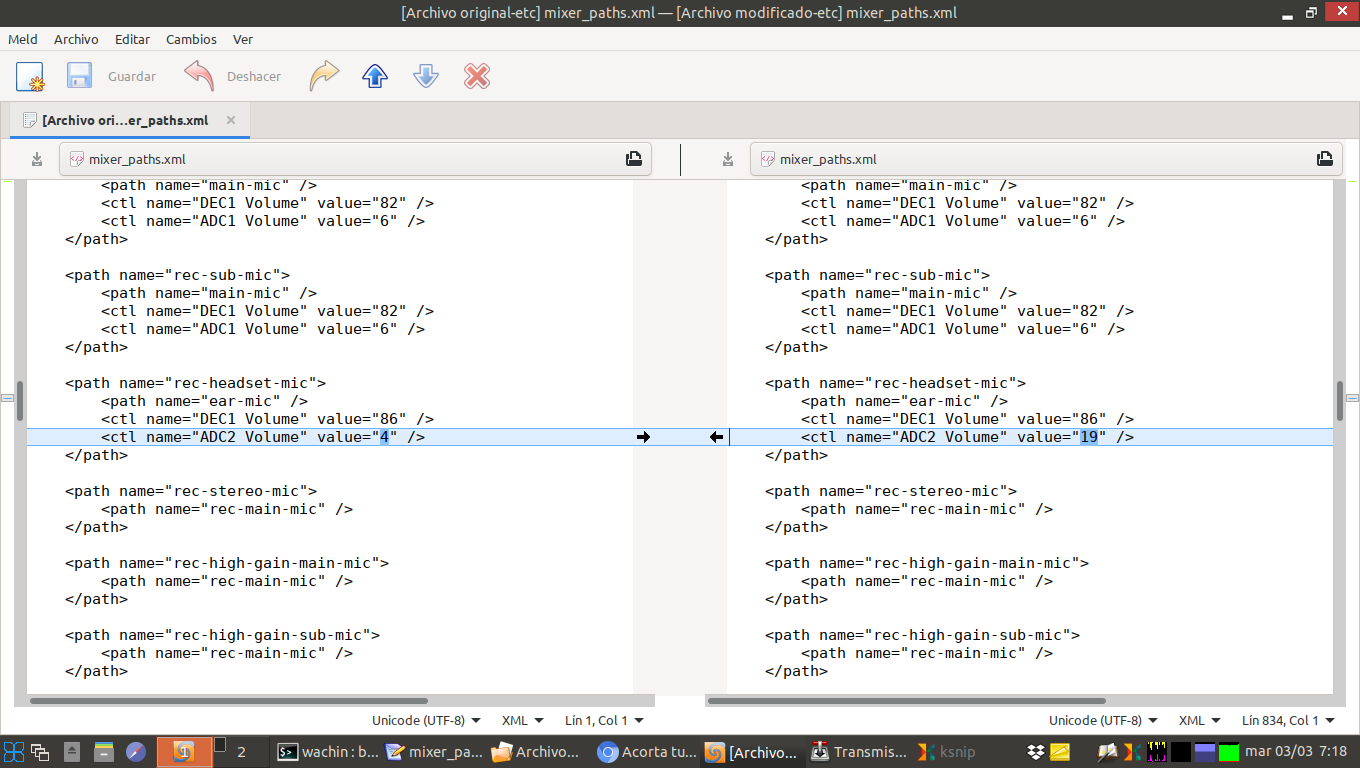 [Archivo original-etc] mixer_paths.xml — [Archivo modificado-etc] mixer_paths.xml
Meld Archivo Editar Cambios Ver
Guardar Deshacer
[Archivo ori…er_paths.xml
mixer_paths.xml
mixer_paths.xml
<path name="main-mic" />
<ctl name="DEC1 Volume" value="82" />
<ctl name="ADC1 Volume" value="6" />
</path>
<path name="rec-sub-mic">
<path name="main-mic" />
<ctl name="DEC1 Volume" value="82" />
<ctl name="ADC1 Volume" value="6" />
</path>
<path name="rec-headset-mic">
<path name="ear-mic" />
<ctl name="DEC1 Volume" value="86" />
<ctl name="ADC2 Volume" value="4" />
</path>
<path name="rec-stereo-mic">
<path name="rec-main-mic" />
</path>
<path name="rec-high-gain-main-mic">
<path name="rec-main-mic" />
</path>
<path name="rec-high-gain-sub-mic">
<path name="rec-main-mic" />
</path>
<path name="main-mic" />
<ctl name="DEC1 Volume" value="82" />
<ctl name="ADC1 Volume" value="6" />
</path>
<path name="rec-sub-mic">
<path name="main-mic" />
<ctl name="DEC1 Volume" value="82" />
<ctl name="ADC1 Volume" value="6" />
</path>
<path name="rec-headset-mic">
<path name="ear-mic" />
<ctl name="DEC1 Volume" value="86" />
<ctl name="ADC2 Volume" value="19" />
</path>
<path name="rec-stereo-mic">
<path name="rec-main-mic" />
</path>
<path name="rec-high-gain-main-mic">
<path name="rec-main-mic" />
</path>
<path name="rec-high-gain-sub-mic">
<path name="rec-main-mic" />
</path>
Unicode (UTF-8) XML Lín 1, Col 1
Unicode (UTF-8) XML Lín 834, Col 1
1 2 wachin : b... mixer_pa... Archivo... Acorta tu... [Archivo... Transmis... ksnip mar 03/03 7:18